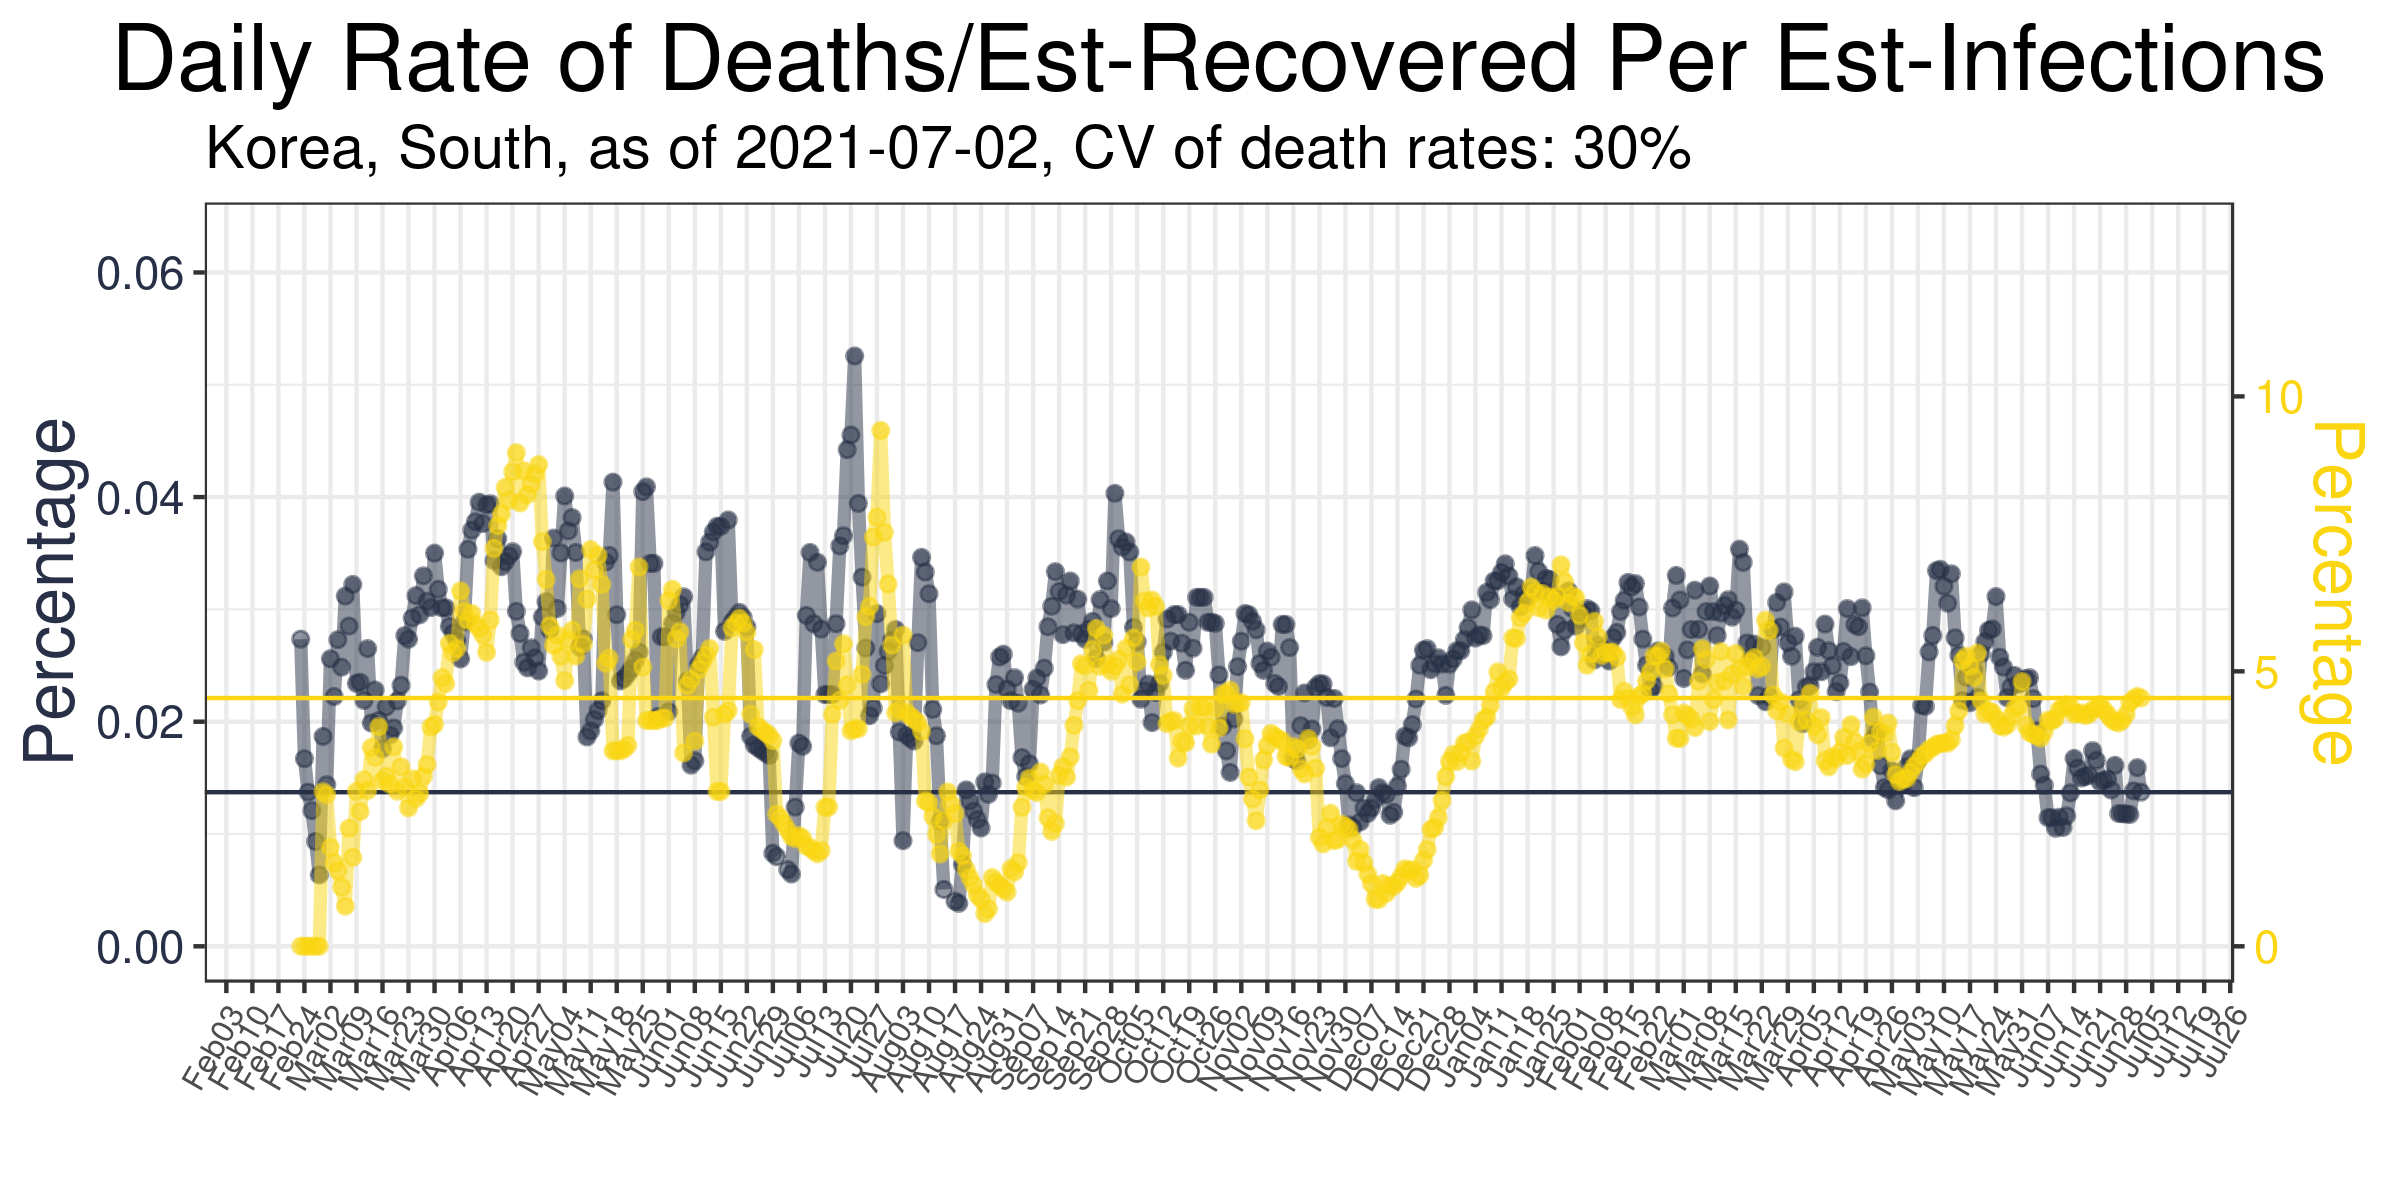 Daily Rate of Deaths/Est-Recovered Per Est-Infections
Korea, South, as of 2021-07-02, CV of death rates: 30%
Percentage
0.06
0.04
0.02
0.00
10
5
0
Percentage
Feb03
Feb10
Feb17
Feb24
Mar02
Mar09
Mar16
Mar23
Mar30
Apr06
Apr13
Apr20
Apr27
May04
May11
May18
May25
Jun01
Jun08
Jun15
Jun22
Jun29
Jul06
Jul13
Jul20
Jul27
Aug03
Aug10
Aug17
Aug24
Aug31
Sep07
Sep14
Sep21
Sep28
Oct05
Oct12
Oct19
Oct26
Nov02
Nov09
Nov16
Nov23
Nov30
Dec07
Dec14
Dec21
Dec28
Jan04
Jan11
Jan18
Jan25
Feb01
Feb08
Feb15
Feb22
Mar01
Mar08
Mar15
Mar22
Mar29
Apr05
Apr12
Apr19
Apr26
May03
May10
May17
May24
May31
Jun07
Jun14
Jun21
Jun28
Jul05
Jul12
Jul19
Jul26